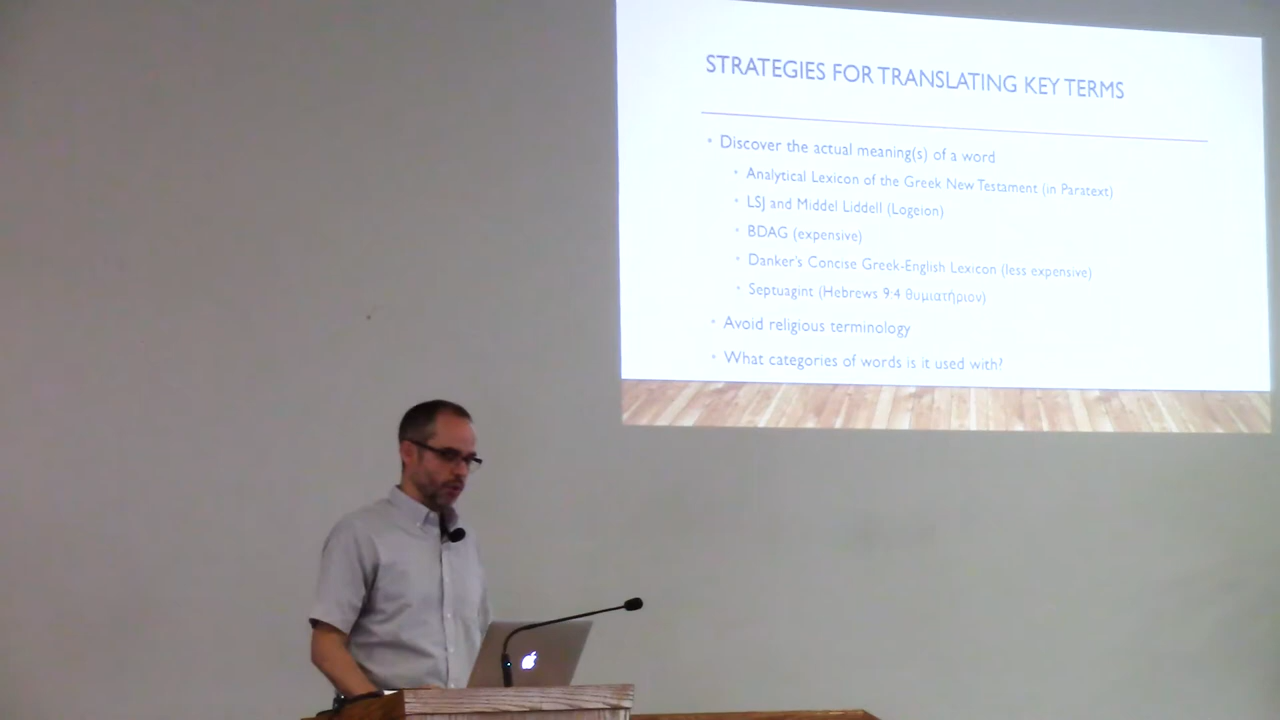 STRATEGIES FOR TRANSLATING KEY TERMS
• Discover the actual meaning(s) of a word
• Analytical Lexicon of the Greek New Testament (in Paratext)
• LSJ and Middel Liddell (Logeion)
• BDAG (expensive)
• Danker's Concise Greek-English Lexicon (less expensive)
• Septuagint (Hebrews 9:4 θυμιατήριον)
• Avoid religious terminology
• What categories of words is it used with?